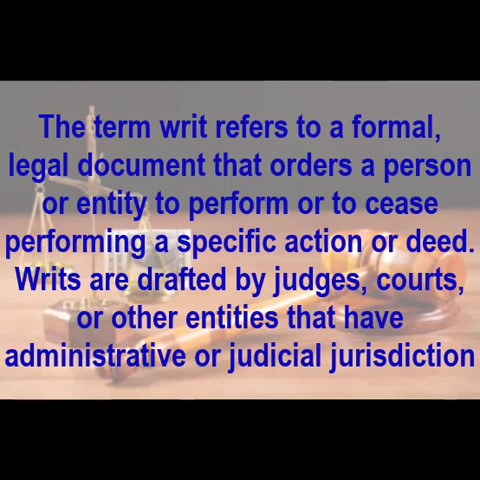 The term writ refers to a formal,
legal document that orders a person
or entity to perform or to cease
performing a specific action or deed.
Writs are drafted by judges, courts,
or other entities that have
administrative or judicial jurisdiction